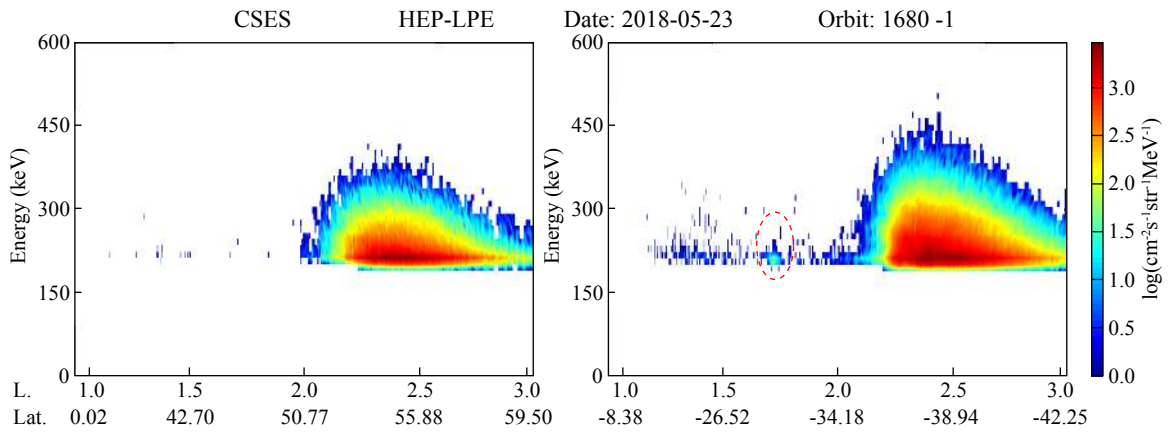 CSES HEP-LPE Date: 2018-05-23 Orbit: 1680 -1
600 600
450 450
300 300
150 150
0 0
Energy (keV) Energy (keV)
3.0
2.5
2.0
1.5
1.0
0.5
0.0
log(cm⁻²s⁻¹str⁻¹MeV⁻¹)
L. 1.0 1.5 2.0 2.5 3.0 1.0 1.5 2.0 2.5 3.0
Lat. 0.02 42.70 50.77 55.88 59.50 -8.38 -26.52 -34.18 -38.94 -42.25